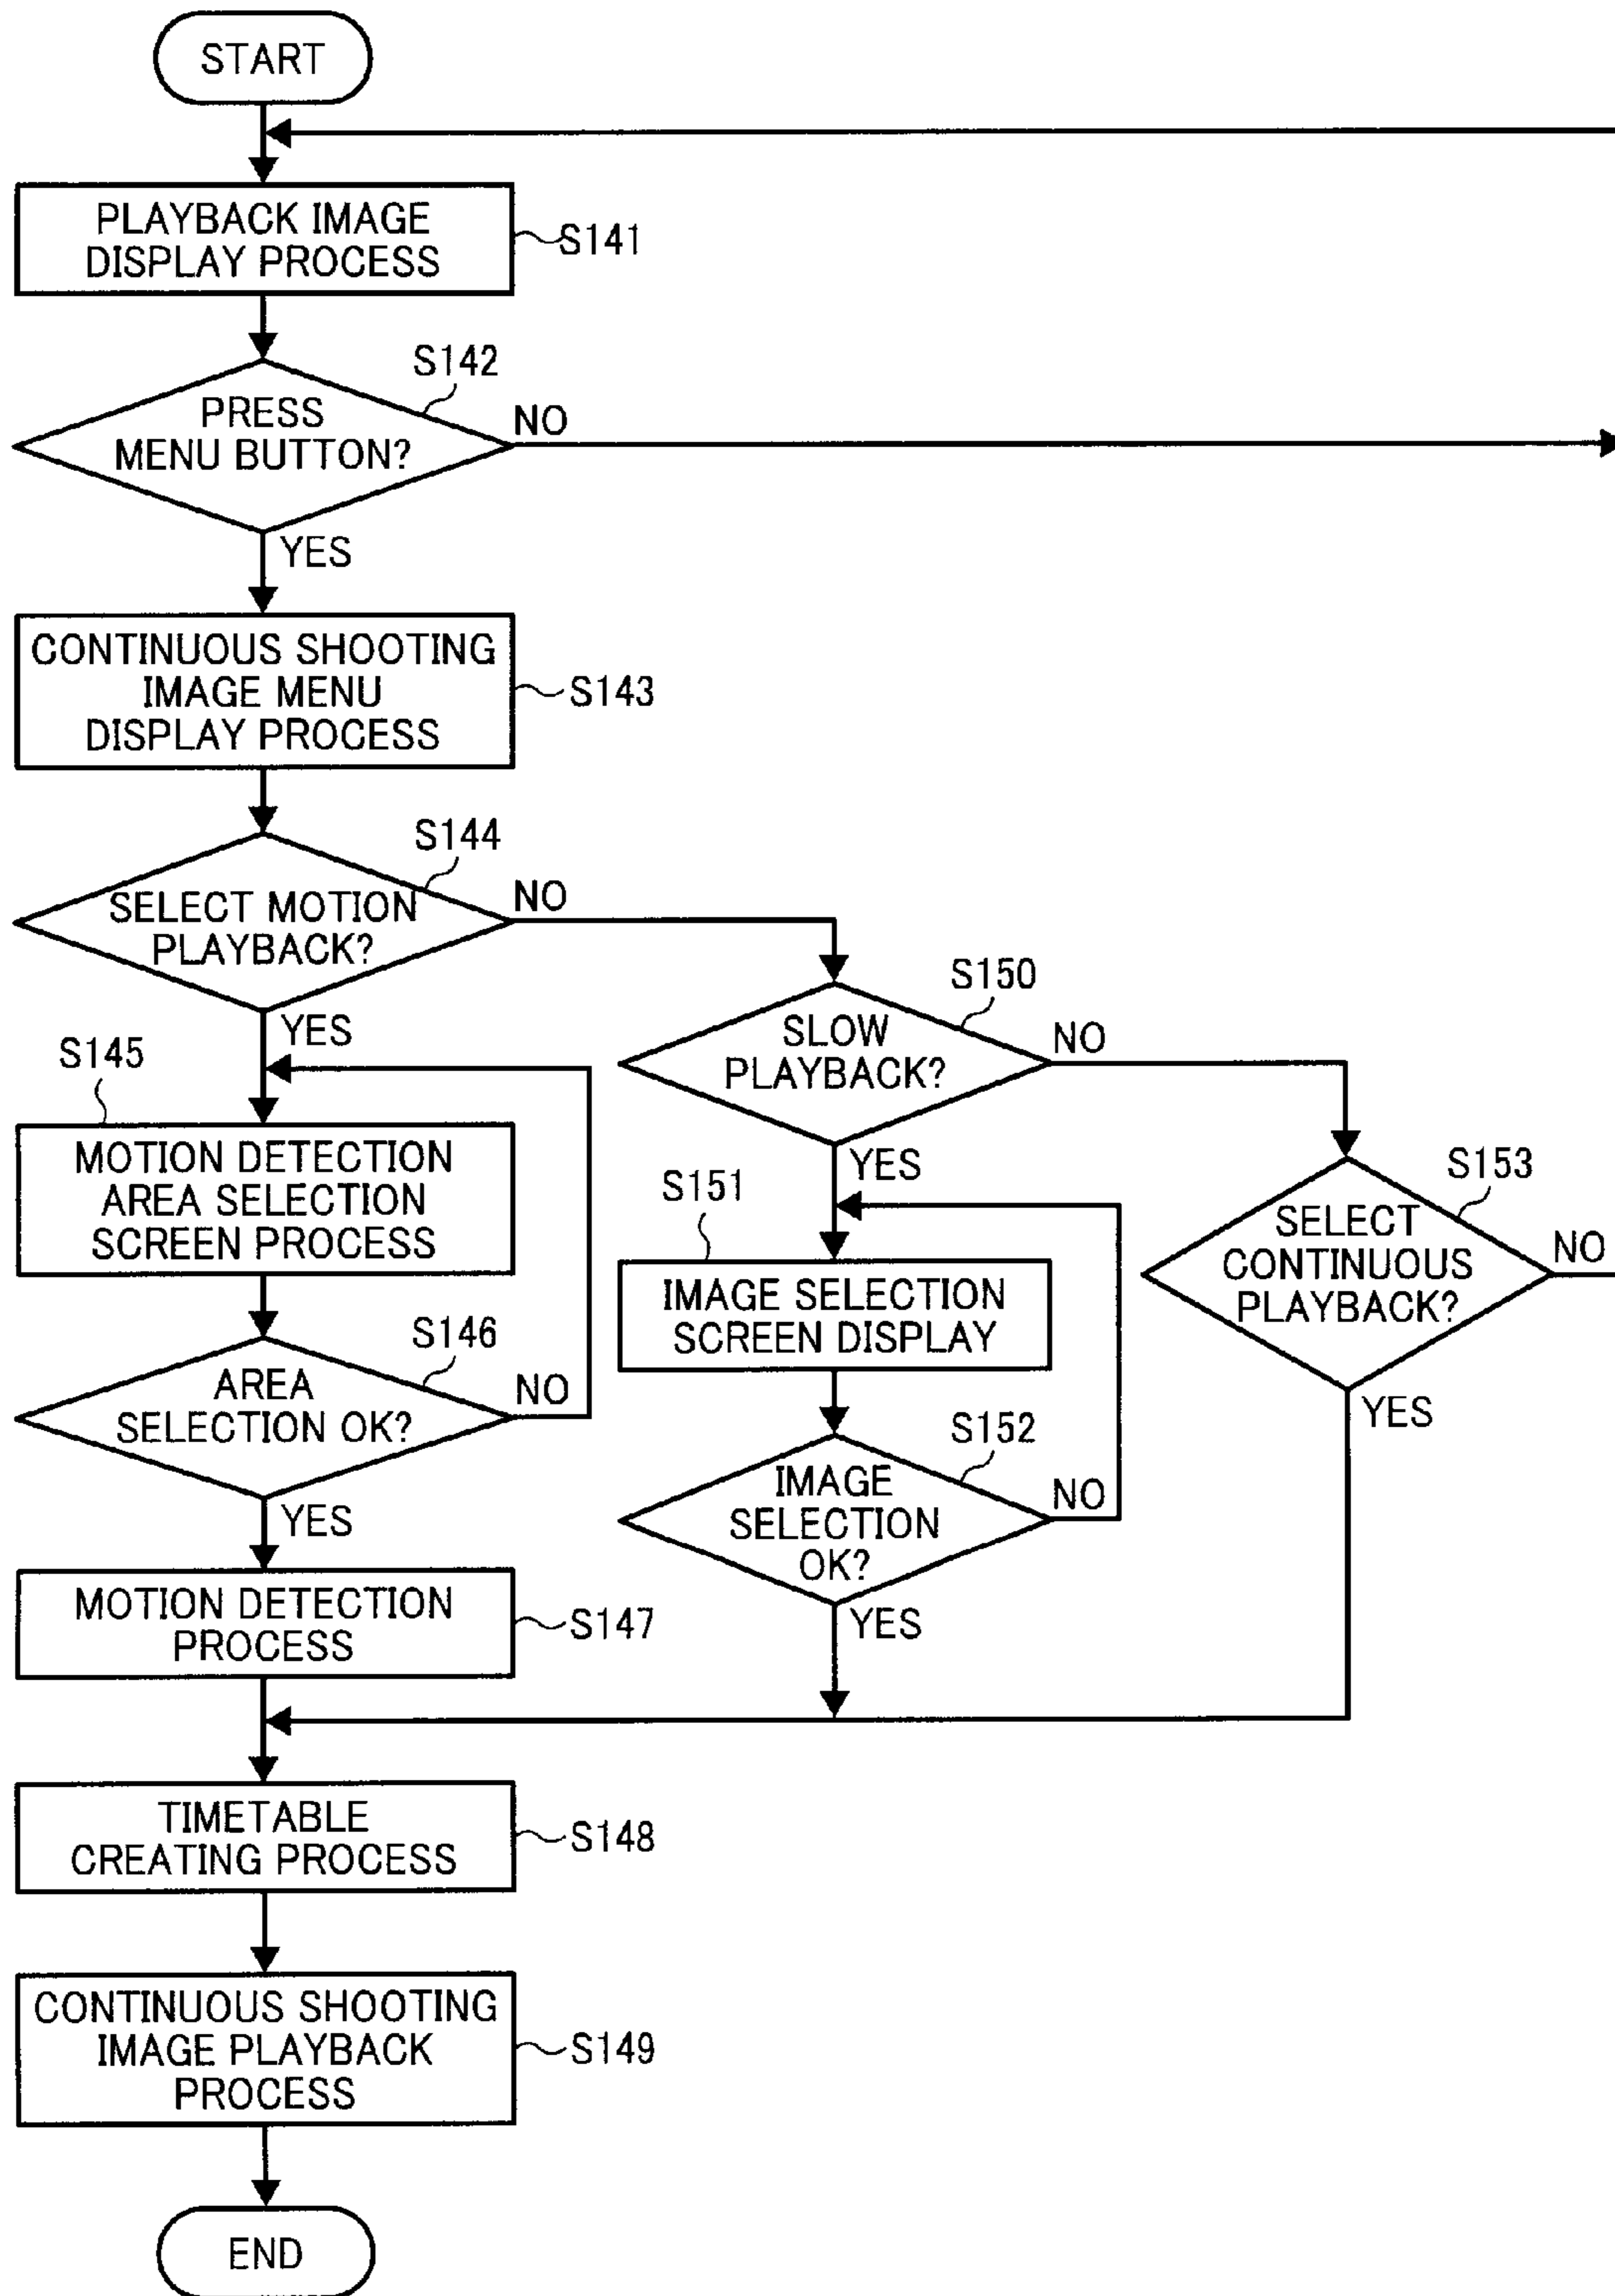 START
PLAYBACK IMAGE
DISPLAY PROCESS
S141
S142
PRESS
MENU BUTTON?
NO
YES
CONTINUOUS SHOOTING
IMAGE MENU
DISPLAY PROCESS
S143
S144
SELECT MOTION
PLAYBACK?
NO
YES
S145
MOTION DETECTION
AREA SELECTION
SCREEN PROCESS
S146
AREA
SELECTION OK?
NO
YES
MOTION DETECTION
PROCESS
S147
S150
SLOW
PLAYBACK?
NO
YES
S151
IMAGE SELECTION
SCREEN DISPLAY
S152
IMAGE
SELECTION
OK?
NO
YES
S153
SELECT
CONTINUOUS
PLAYBACK?
NO
YES
TIMETABLE
CREATING PROCESS
S148
CONTINUOUS SHOOTING
IMAGE PLAYBACK
PROCESS
S149
END